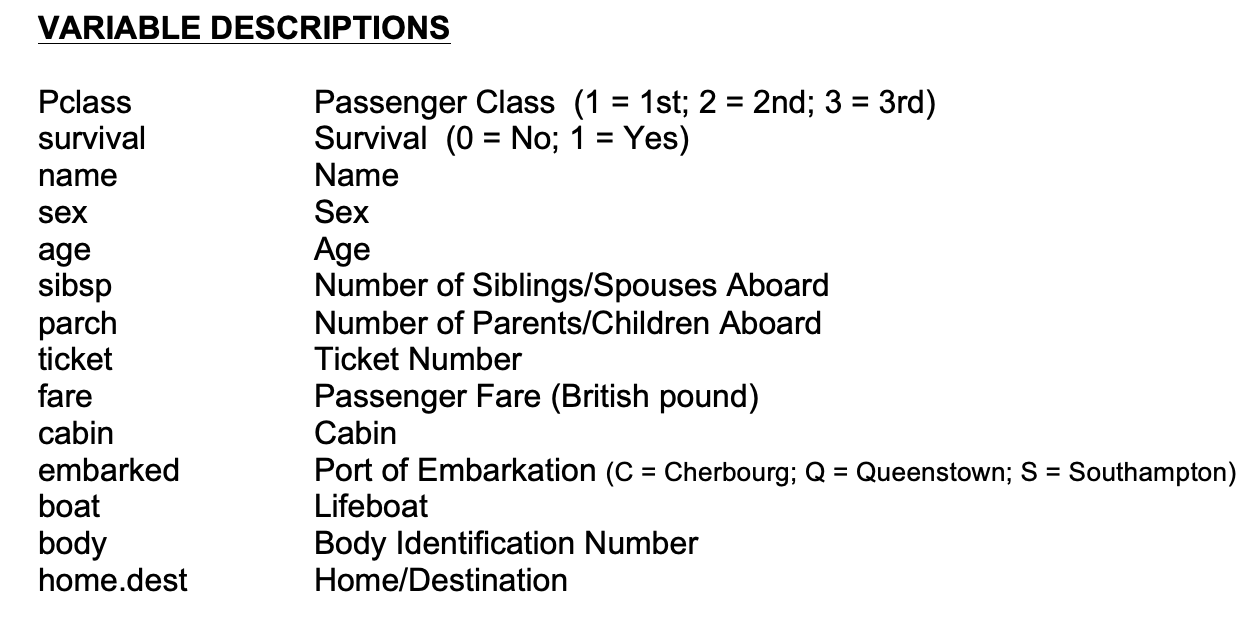 VARIABLE DESCRIPTIONS
Pclass Passenger Class (1 = 1st; 2 = 2nd; 3 = 3rd)
survival Survival (0 = No; 1 = Yes)
name Name
sex Sex
age Age
sibsp Number of Siblings/Spouses Aboard
parch Number of Parents/Children Aboard
ticket Ticket Number
fare Passenger Fare (British pound)
cabin Cabin
embarked Port of Embarkation (C = Cherbourg; Q = Queenstown; S = Southampton)
boat Lifeboat
body Body Identification Number
home.dest Home/Destination